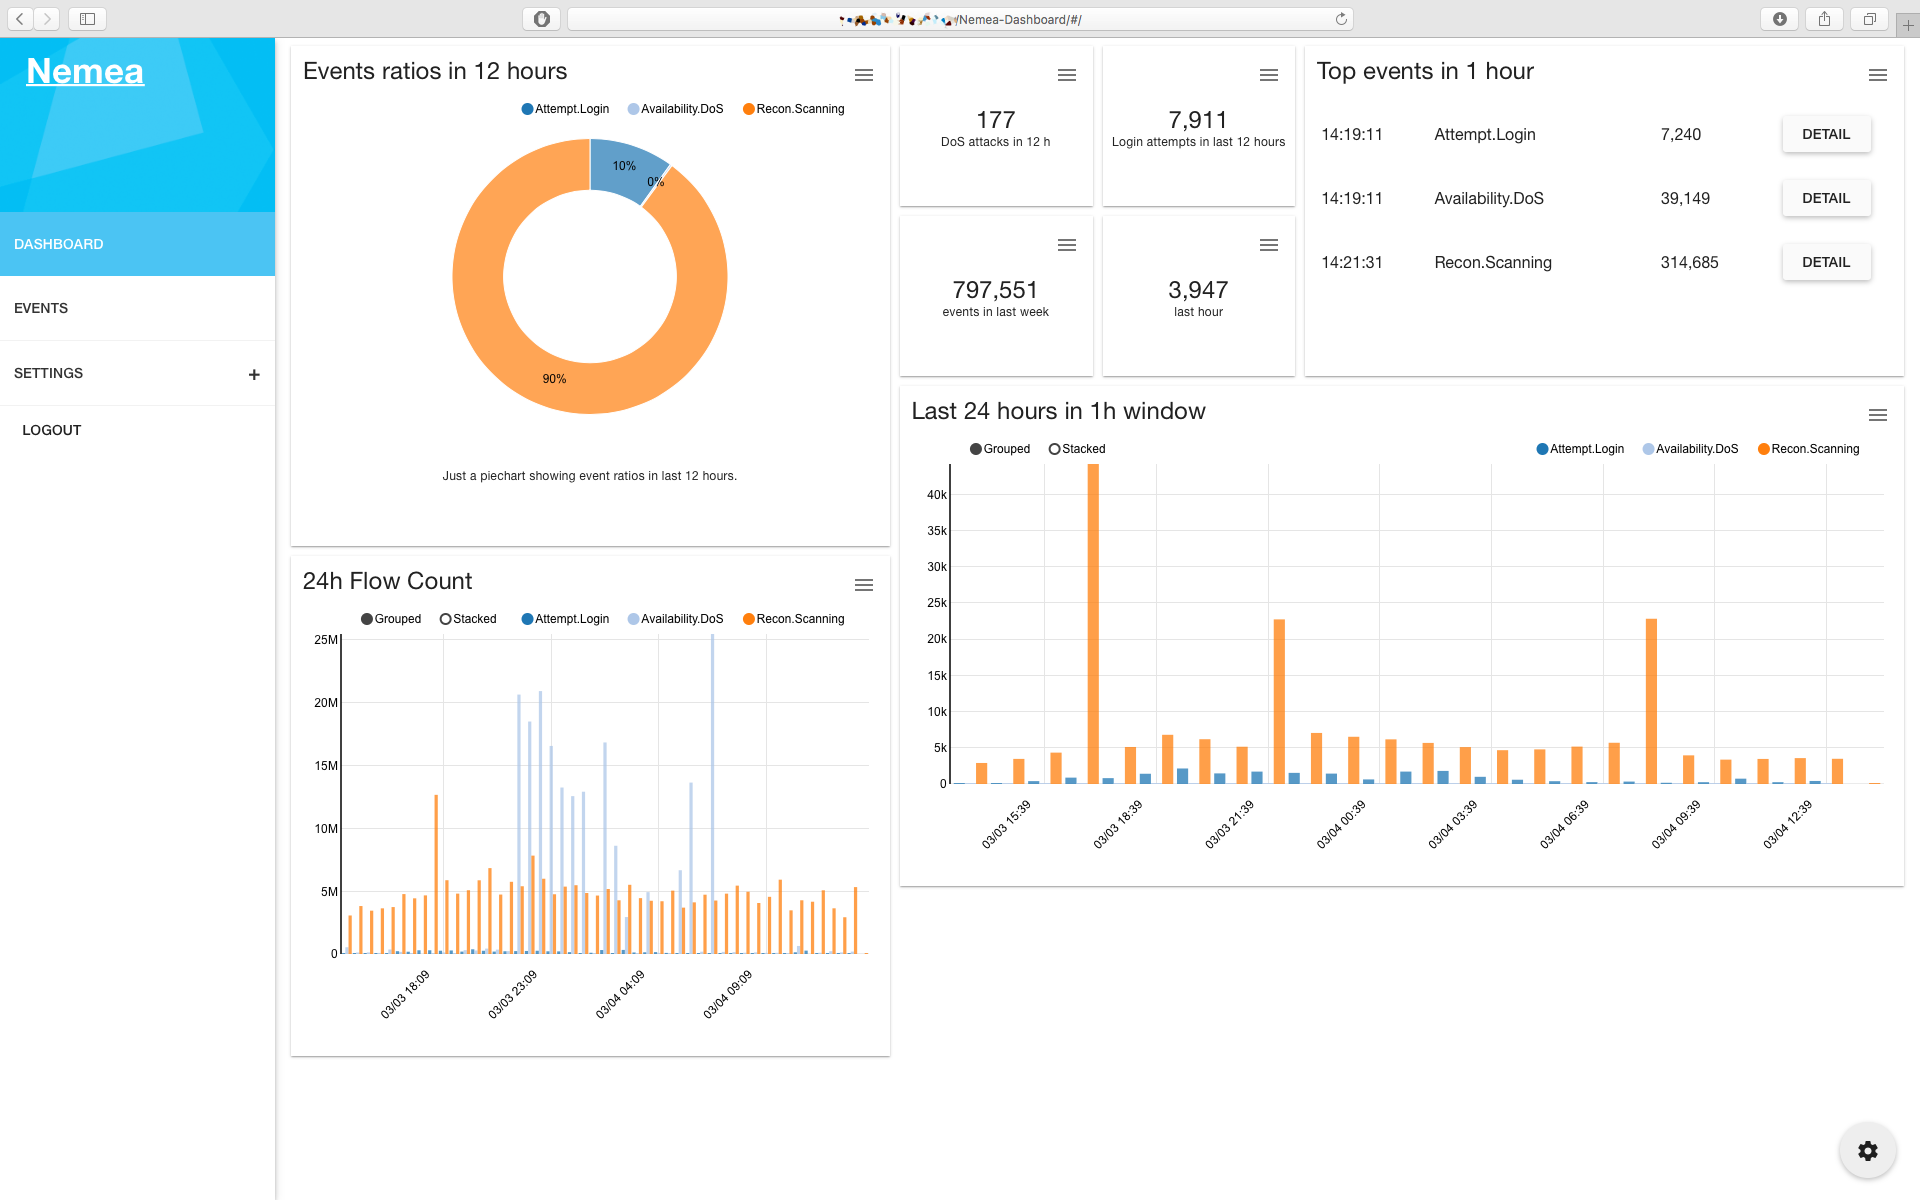 /Nemea-Dashboard/#/
Nemea
DASHBOARD
EVENTS
SETTINGS +
LOGOUT
Events ratios in 12 hours
Attempt.Login Availability.DoS Recon.Scanning
10%
0%
90%
Just a piechart showing event ratios in last 12 hours.
177
DoS attacks in 12 h
7,911
Login attempts in last 12 hours
797,551
events in last week
3,947
last hour
Top events in 1 hour
14:19:11 Attempt.Login 7,240 DETAIL
14:19:11 Availability.DoS 39,149 DETAIL
14:21:31 Recon.Scanning 314,685 DETAIL
24h Flow Count
Grouped Stacked Attempt.Login Availability.DoS Recon.Scanning
25M
20M
15M
10M
5M
0
03/03 18:09 03/03 23:09 03/04 04:09 03/04 09:09
Last 24 hours in 1h window
Grouped Stacked Attempt.Login Availability.DoS Recon.Scanning
40k
35k
30k
25k
20k
15k
10k
5k
0
03/03 15:39 03/03 18:39 03/03 21:39 03/04 00:39 03/04 03:39 03/04 06:39 03/04 09:39 03/04 12:39